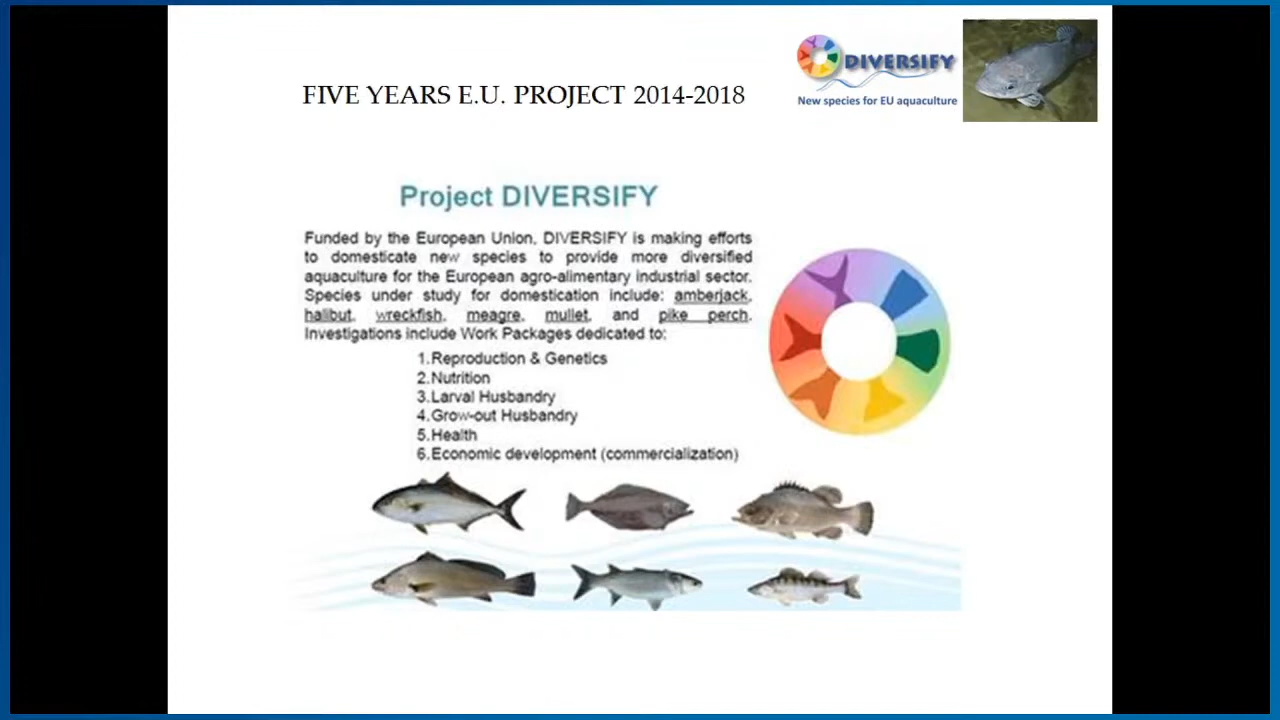 DIVERSIFY
New species for EU aquaculture
FIVE YEARS E.U. PROJECT 2014-2018
Project DIVERSIFY
Funded by the European Union, DIVERSIFY is making efforts
to domesticate new species to provide more diversified
aquaculture for the European agro-alimentary industrial sector.
Species under study for domestication include: amberjack,
halibut, wreckfish, meagre, mullet, and pike perch.
Investigations include Work Packages dedicated to:
1.Reproduction & Genetics
2.Nutrition
3.Larval Husbandry
4.Grow-out Husbandry
5.Health
6.Economic development (commercialization)